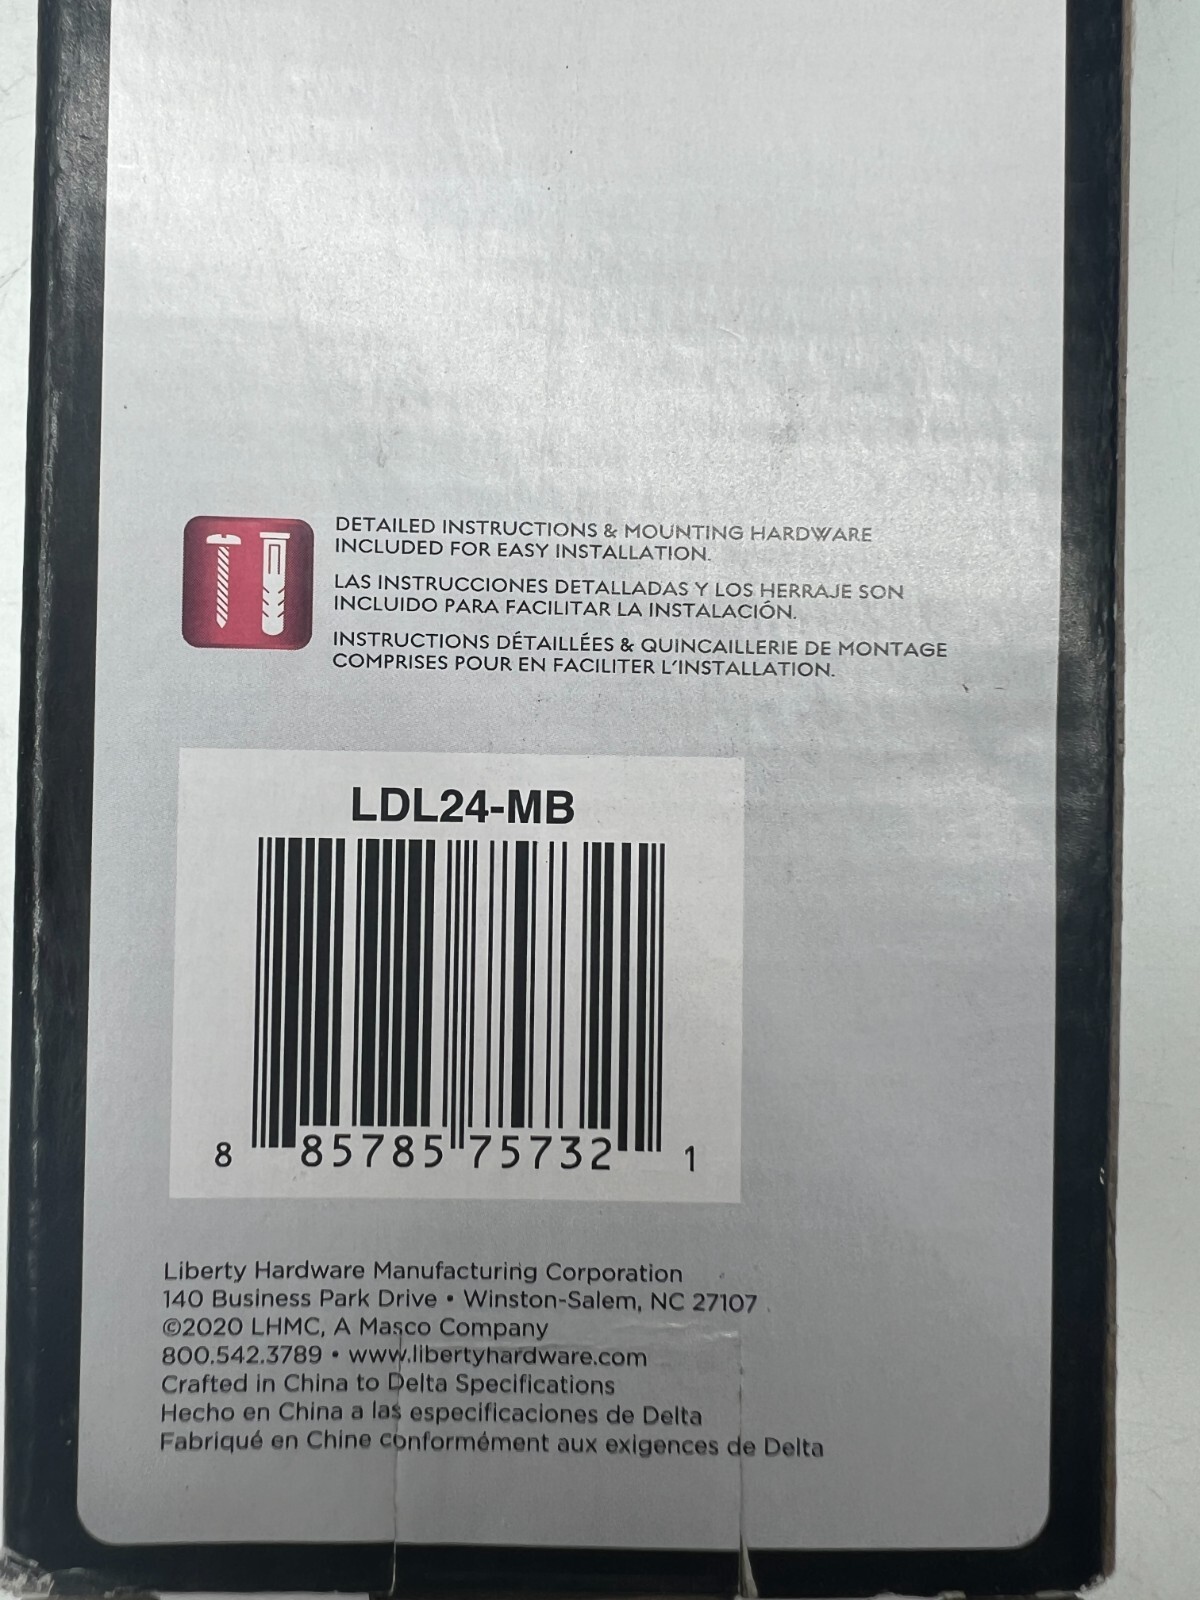 DETAILED INSTRUCTIONS & MOUNTING HARDWARE
INCLUDED FOR EASY INSTALLATION.
LAS INSTRUCCIONES DETALLADAS Y LOS HERRAJE SON
INCLUIDO PARA FACILITAR LA INSTALACIÓN.
INSTRUCTIONS DÉTAILLÉES & QUINCAILLERIE DE MONTAGE
COMPRISES POUR EN FACILITER L'INSTALLATION.
LDL24-MB
8 85785 75732 1
Liberty Hardware Manufacturing Corporation
140 Business Park Drive • Winston-Salem, NC 27107
©2020 LHMC, A Masco Company
800.542.3789 • www.libertyhardware.com
Crafted in China to Delta Specifications
Hecho en China a las especificaciones de Delta
Fabriqué en Chine conformément aux exigences de Delta